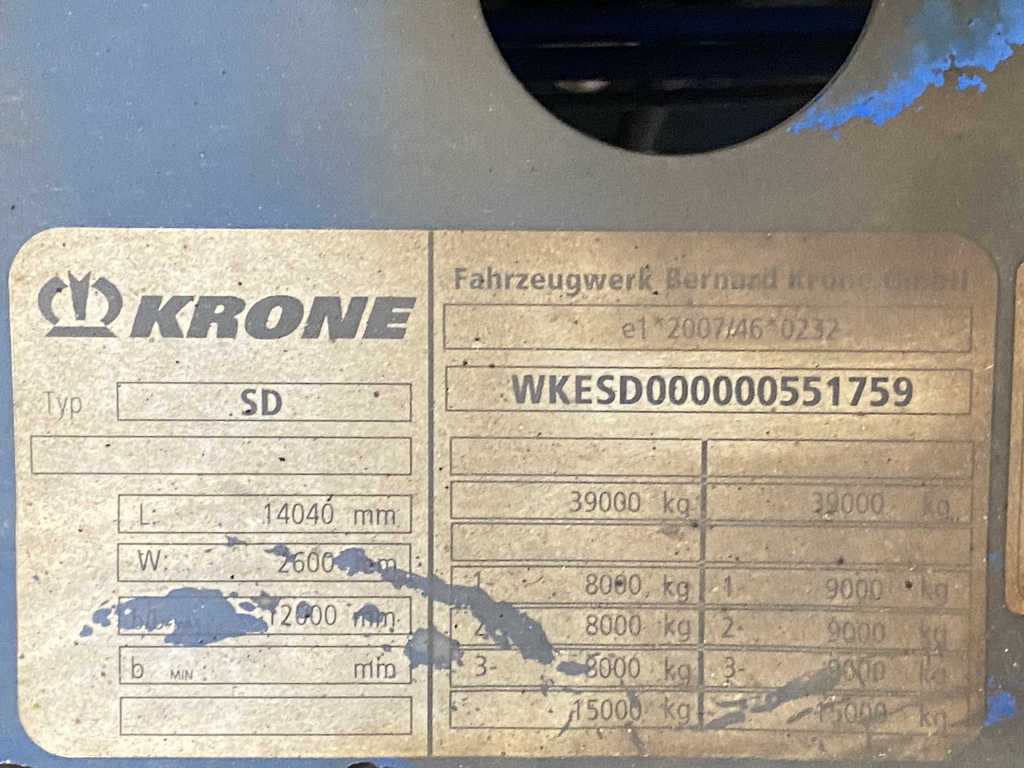 KRONE
Typ SD
L: 14040 mm
W: 2600 mm
12000 mm
b MIN: mm
Fahrzeugwerk Bernard Krone GmbH
e1*2007/46*0232
WKESD000000551759
39000 kg 39000 kg
1- 8000 kg 1- 9000 kg
2- 8000 kg 2- 9000 kg
3- 8000 kg 3- 9000 kg
15000 kg 15000 kg